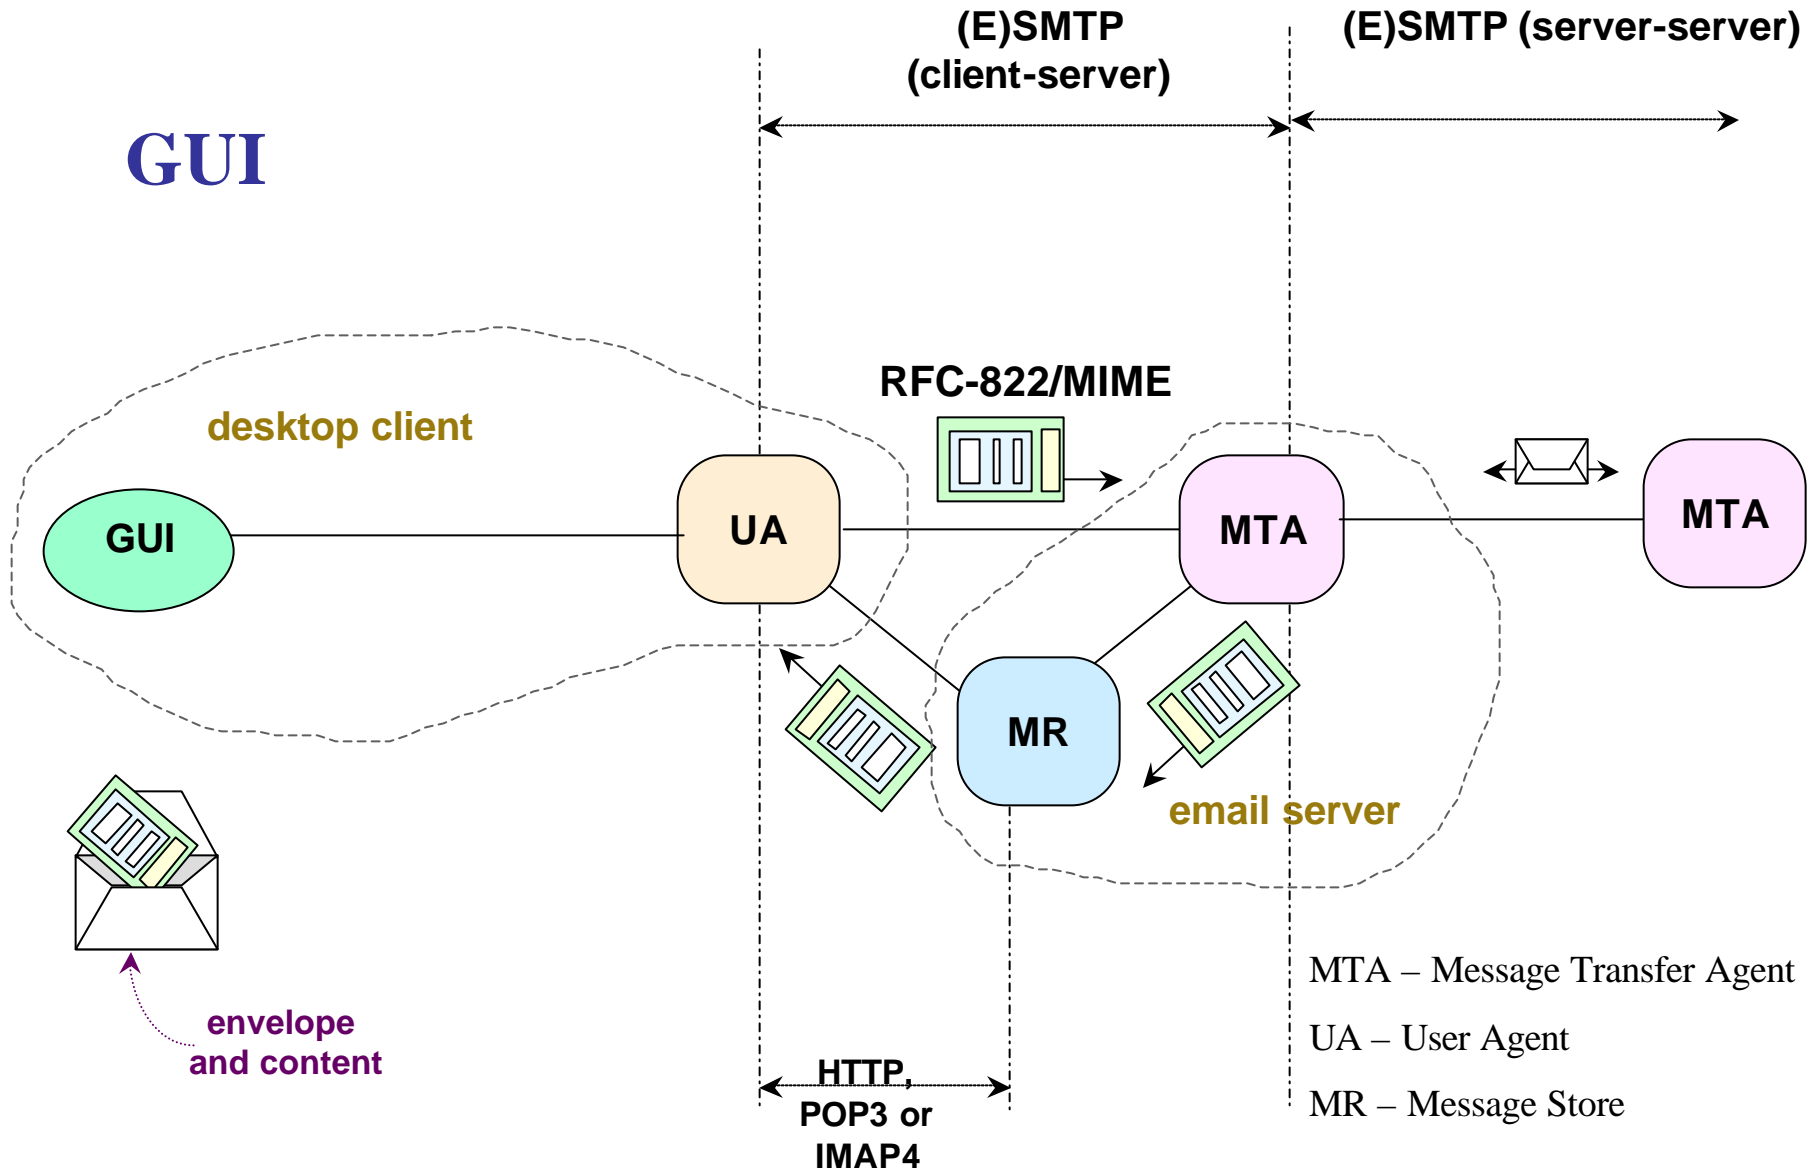 (E)SMTP
(client-server)
(E)SMTP (server-server)
GUI
RFC-822/MIME
desktop client
GUI
UA
MTA
MTA
MR
email server
envelope
and content
HTTP,
POP3 or
IMAP4
MTA – Message Transfer Agent
UA – User Agent
MR – Message Store